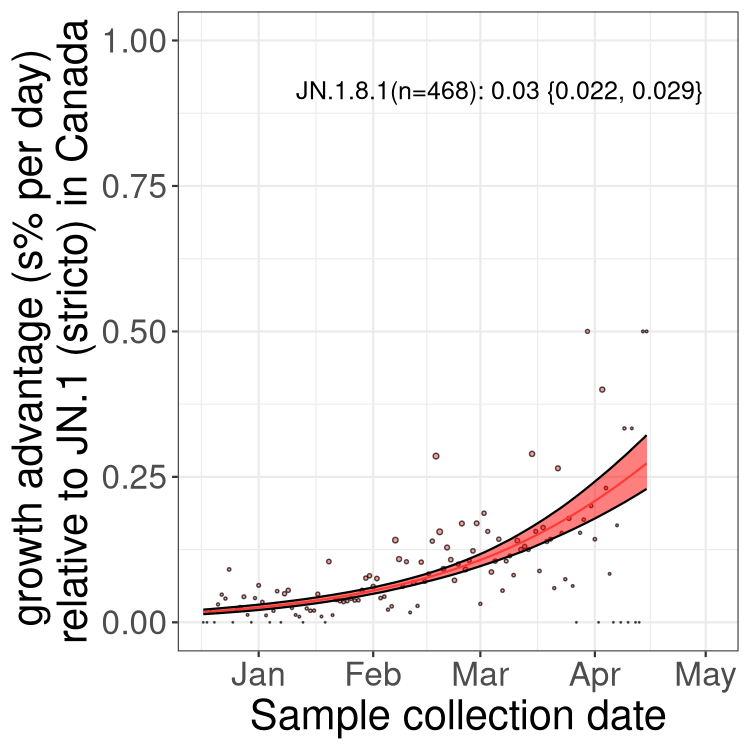 growth advantage (s% per day)
relative to JN.1 (stricto) in Canada
1.00
0.75
0.50
0.25
0.00
JN.1.8.1(n=468): 0.03 {0.022, 0.029}
Jan Feb Mar Apr May
Sample collection date